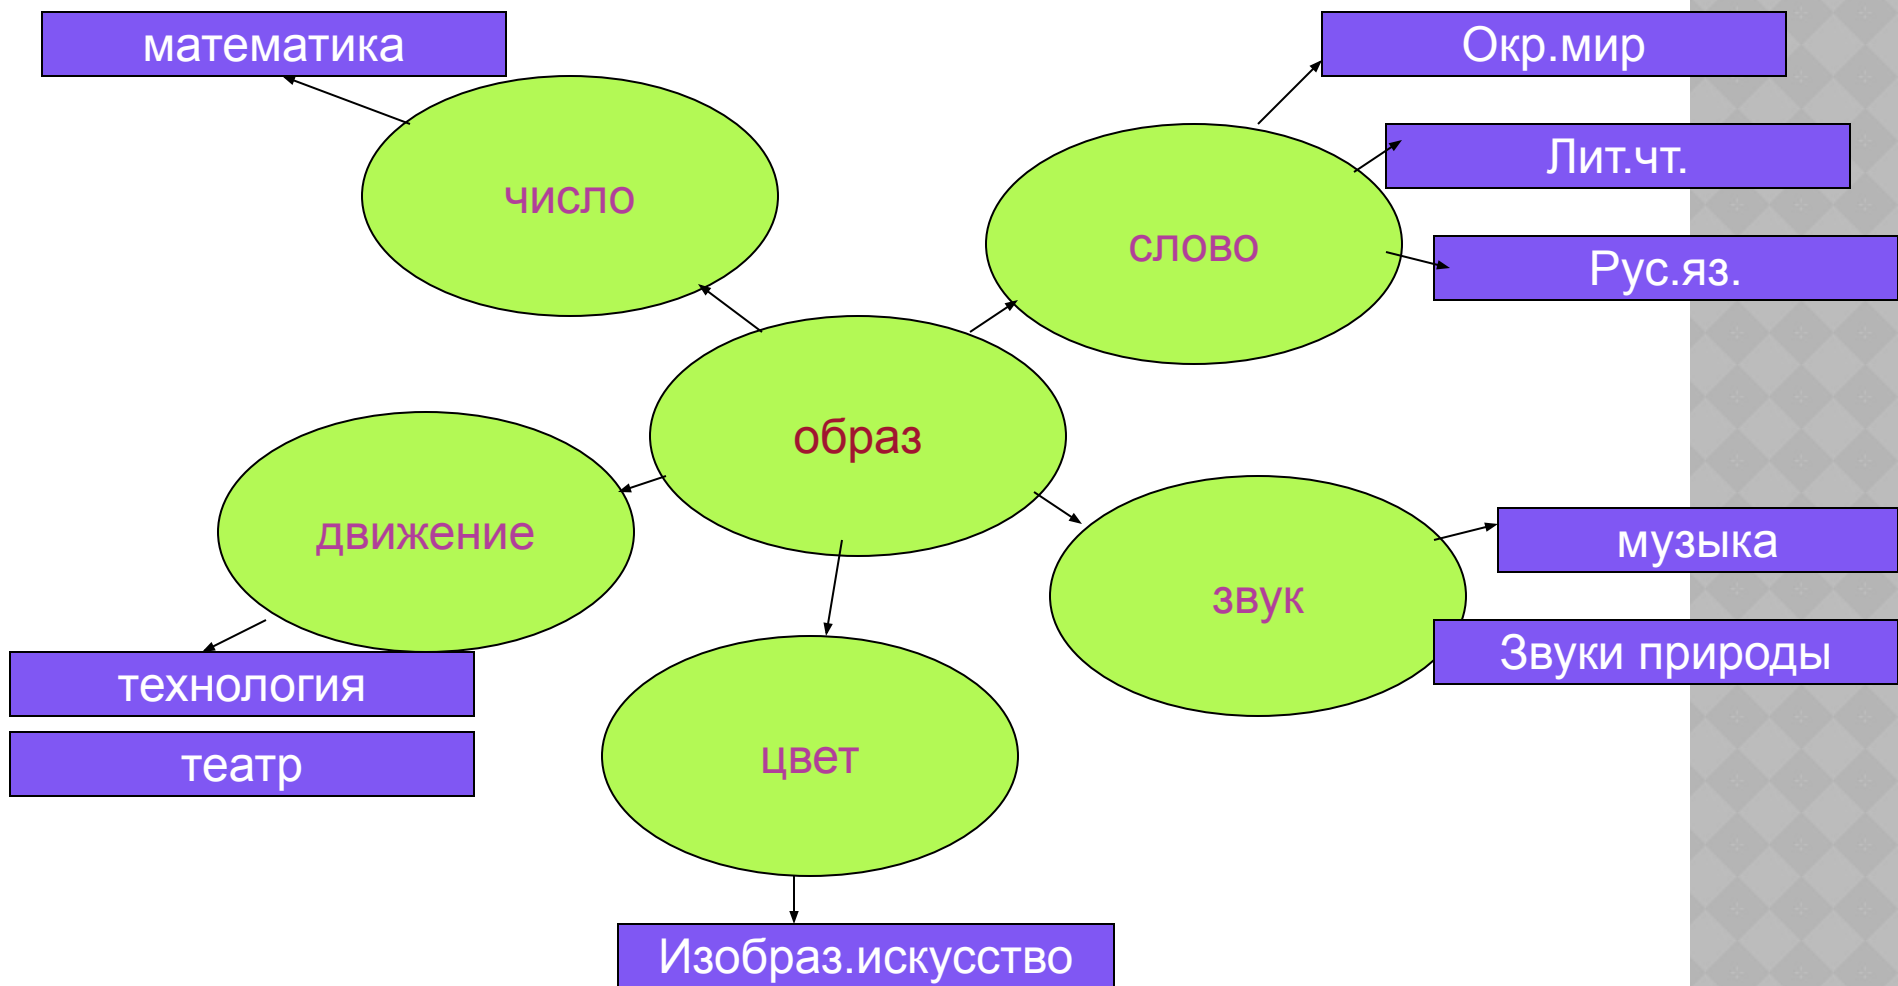 математика
Окр.мир
Лит.чт.
число
слово
Рус.яз.
образ
движение
музыка
звук
Звуки природы
технология
театр
цвет
Изобраз.искусство